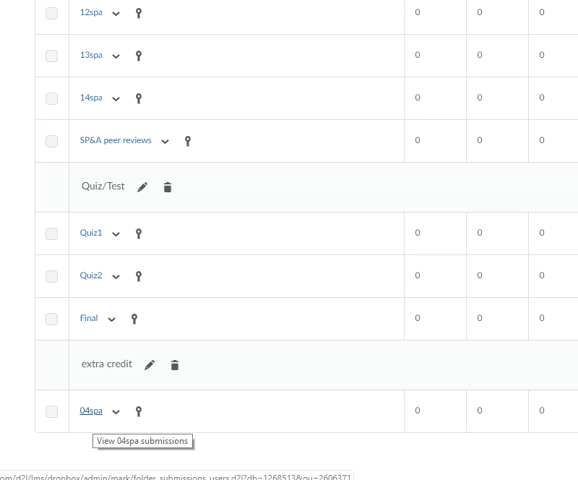 12spa 0 0 0
13spa 0 0 0
14spa 0 0 0
SP&A peer reviews 0 0 0
Quiz/Test
Quiz1 0 0 0
Quiz2 0 0 0
Final 0 0 0
extra credit
04spa 0 0 0
View 04spa submissions
om/d2l/lms/dropbox/admin/mark/folder_submissions_users.d2l?db=1268513&ou=2606371